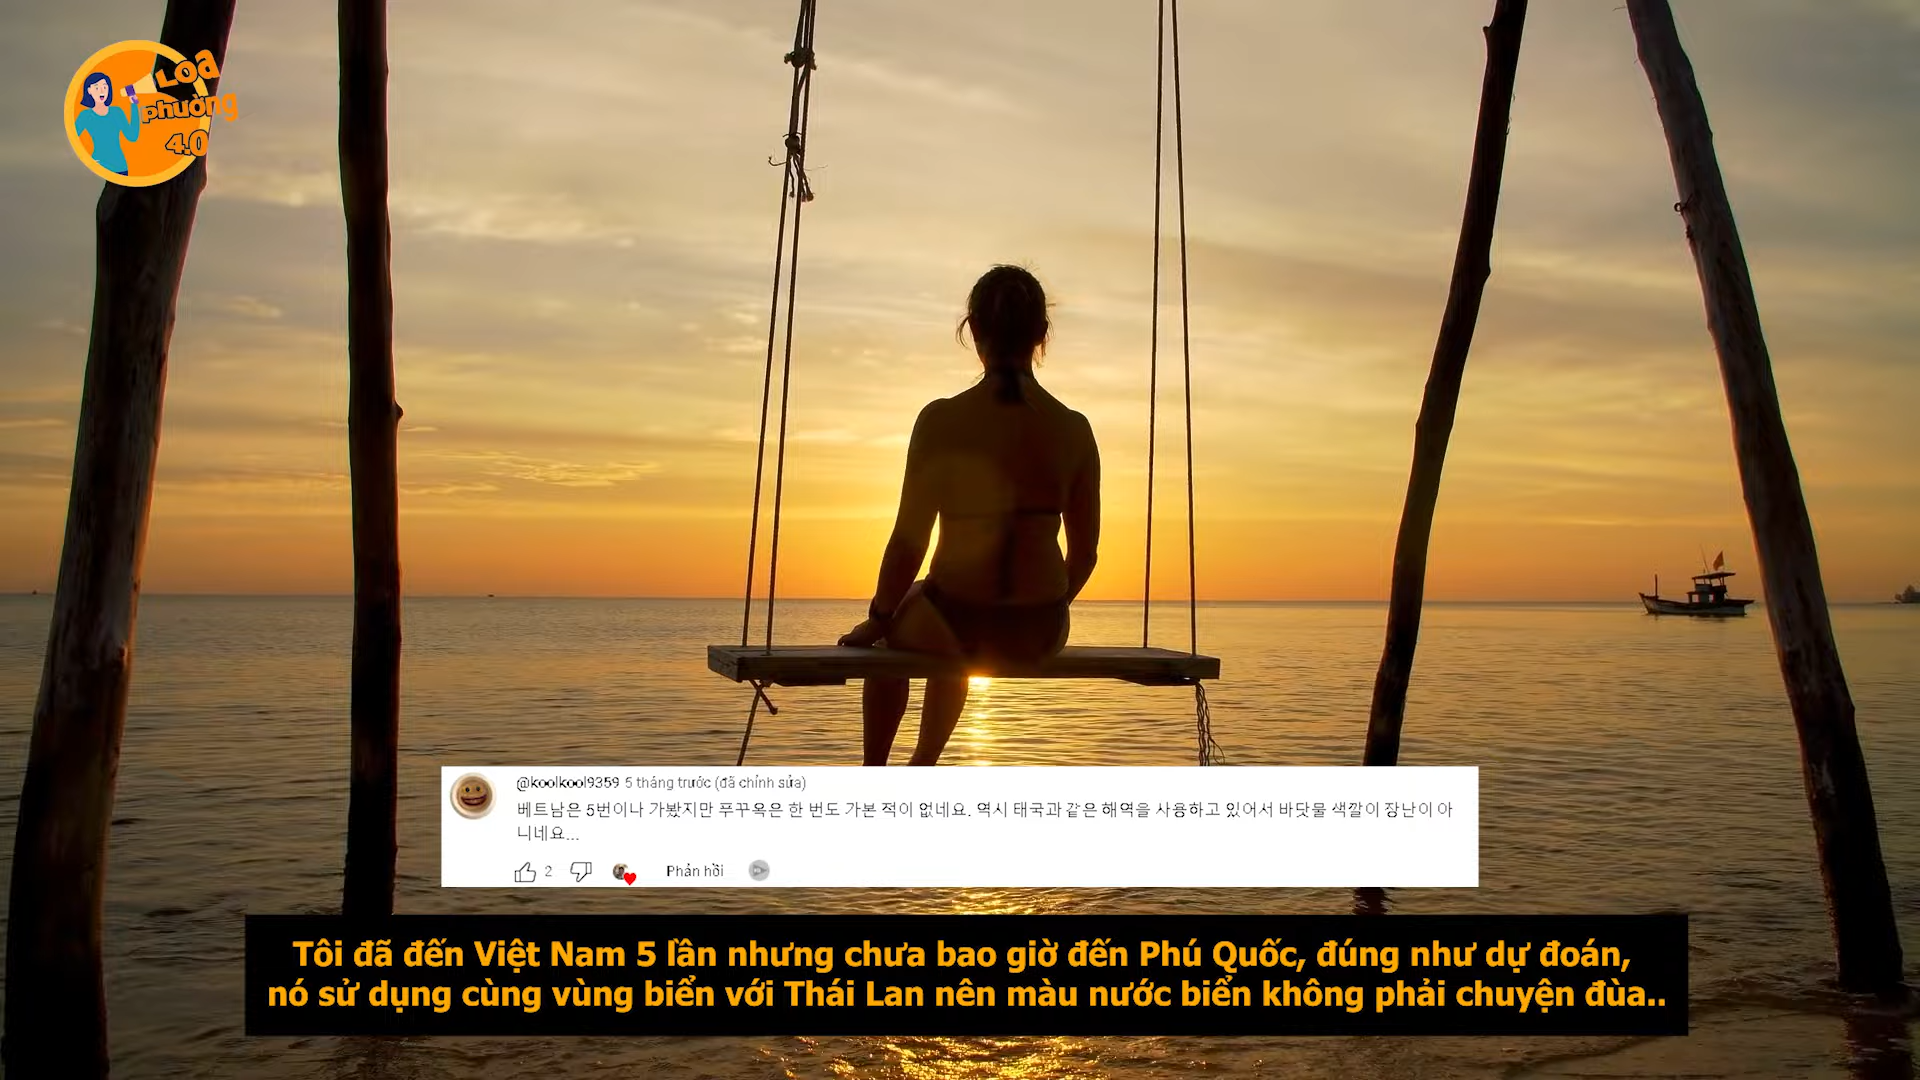 Loa
phường
4.0
@koolkool9359 5 tháng trước (đã chỉnh sửa)
베트남은 5번이나 가봤지만 푸꾸옥은 한 번도 가본 적이 없네요. 역시 태국과 같은 해역을 사용하고 있어서 바닷물 색깔이 장난이 아
니네요...
2 Phản hồi
Tôi đã đến Việt Nam 5 lần nhưng chưa bao giờ đến Phú Quốc, đúng như dự đoán,
nó sử dụng cùng vùng biển với Thái Lan nên màu nước biển không phải chuyện đùa..